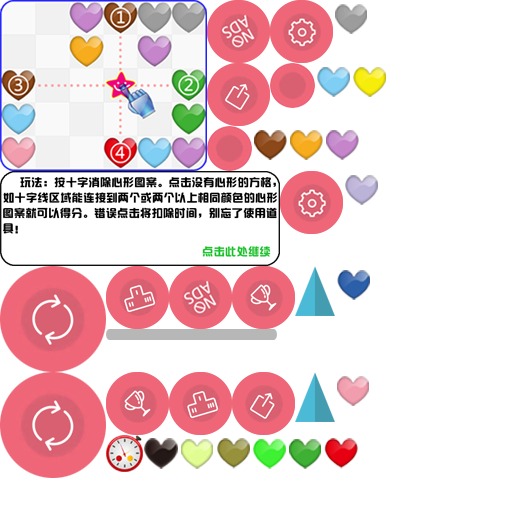 ①
NO
ADS
③
②
④
玩法：按十字消除心形图案。点击没有心形的方格，
如十字线区域能连接到两个或两个以上相同颜色的心形
图案就可以得分。错误点击将扣除时间，别忘了使用道
具！
点击此处继续
NO
ADS